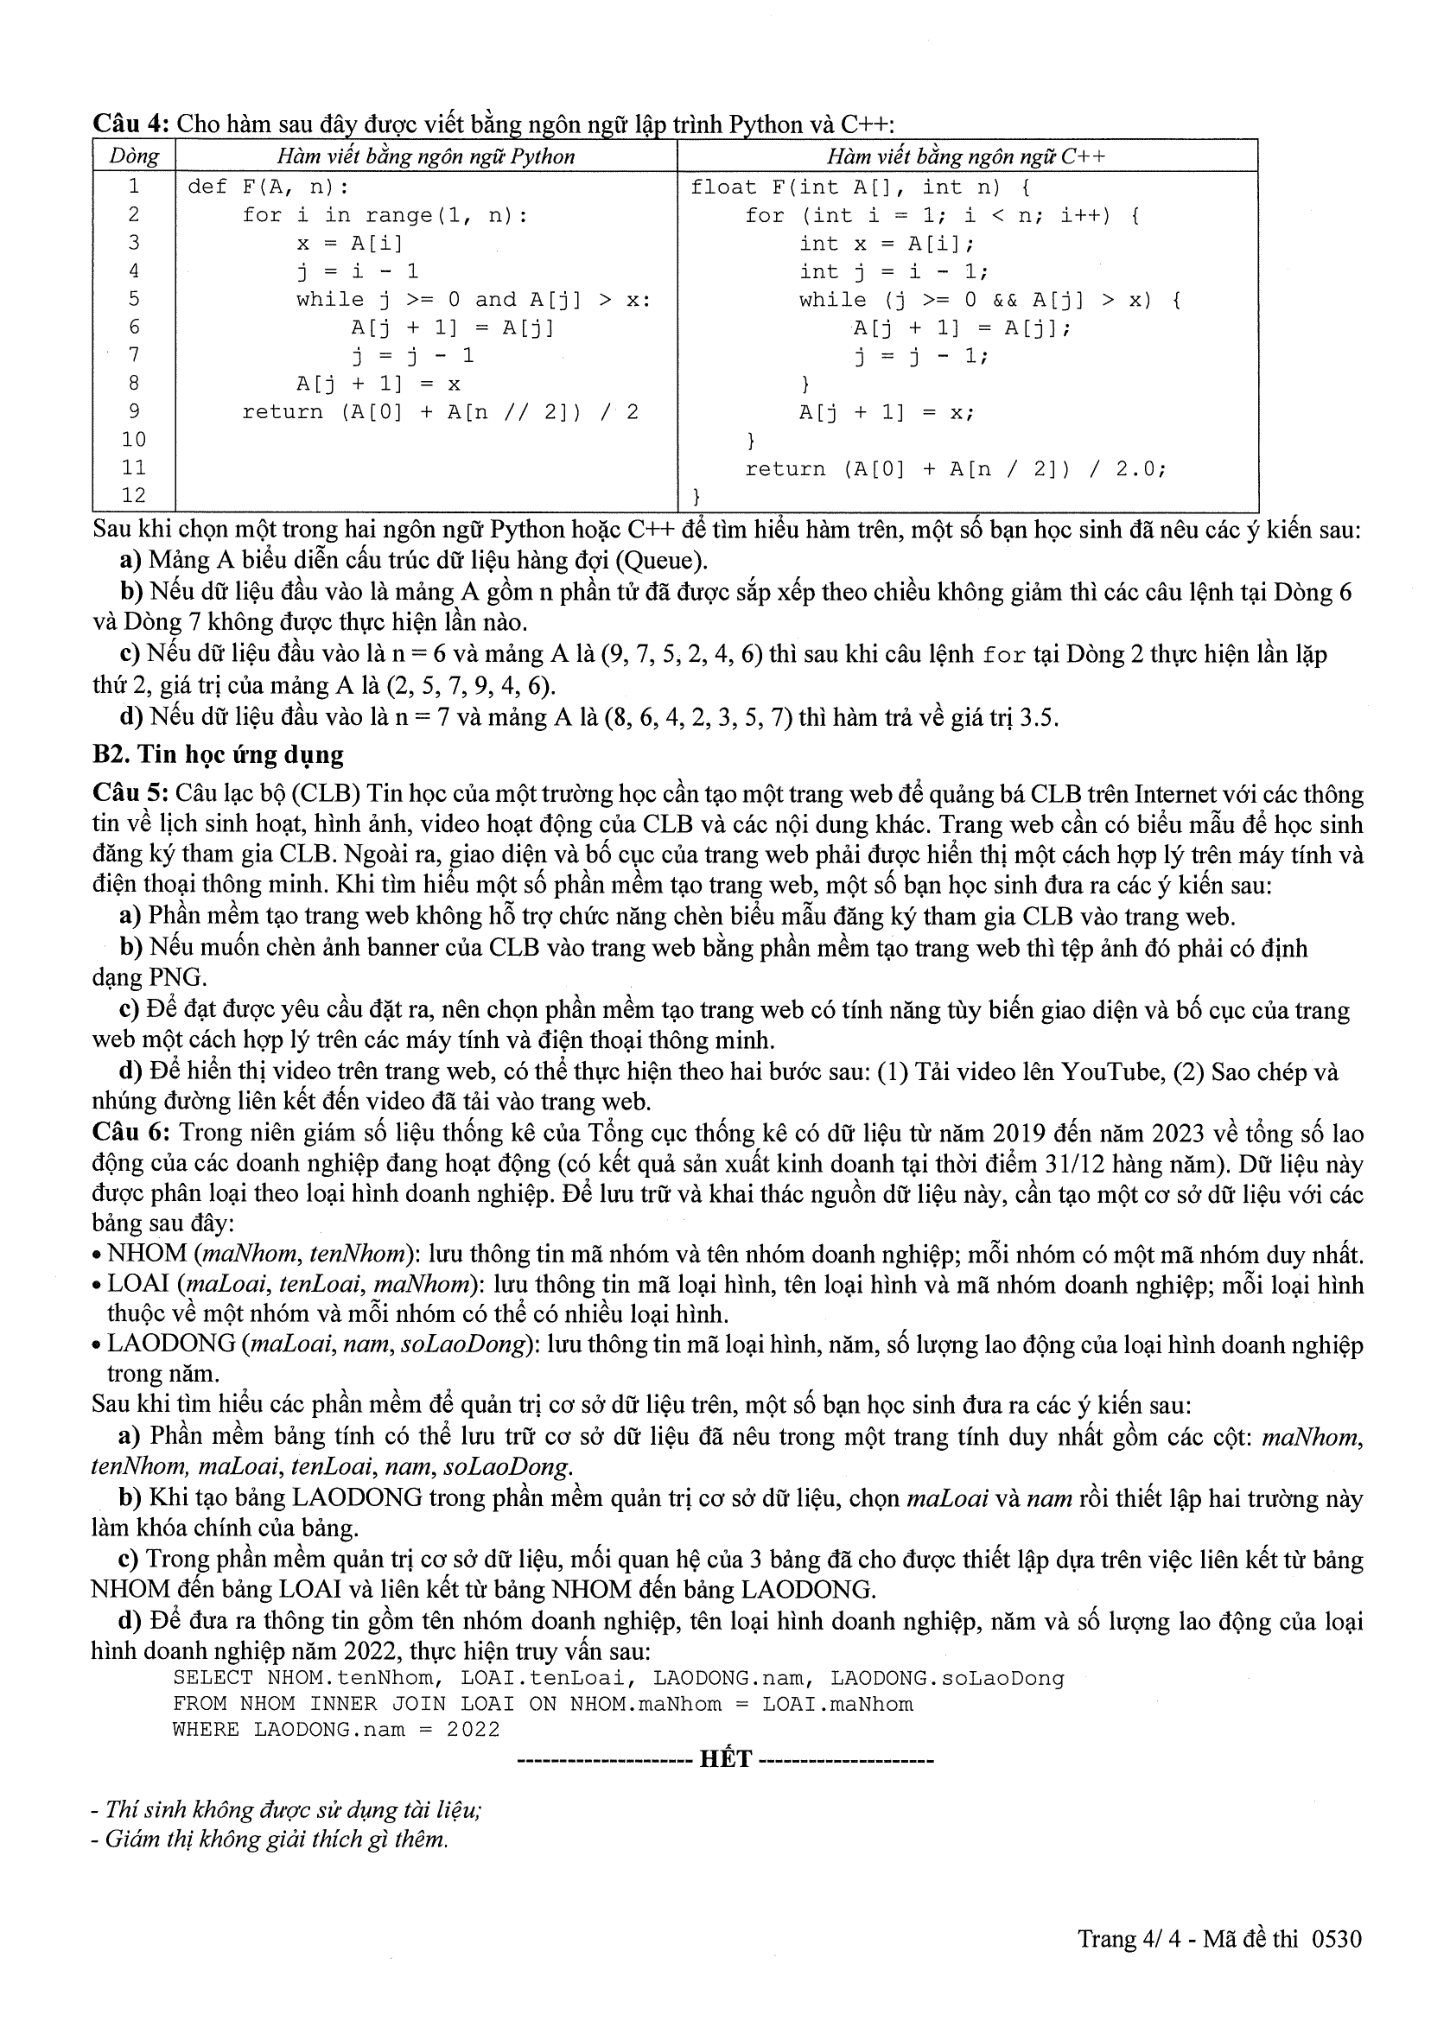 Câu 4: Cho hàm sau đây được viết bằng ngôn ngữ lập trình Python và C++:
Dòng Hàm viết bằng ngôn ngữ Python Hàm viết bằng ngôn ngữ C++
1 def F(A, n): float F(int A[], int n) {
2 for i in range(1, n): for (int i = 1; i < n; i++) {
3 x = A[i] int x = A[i];
4 j = i - 1 int j = i - 1;
5 while j >= 0 and A[j] > x: while (j >= 0 && A[j] > x) {
6 A[j + 1] = A[j] A[j + 1] = A[j];
7 j = j - 1 j = j - 1;
8 A[j + 1] = x }
9 return (A[0] + A[n // 2]) / 2 A[j + 1] = x;
10 }
11 return (A[0] + A[n / 2]) / 2.0;
12 }
Sau khi chọn một trong hai ngôn ngữ Python hoặc C++ để tìm hiểu hàm trên, một số bạn học sinh đã nêu các ý kiến sau:
a) Mảng A biểu diễn cấu trúc dữ liệu hàng đợi (Queue).
b) Nếu dữ liệu đầu vào là mảng A gồm n phần tử đã được sắp xếp theo chiều không giảm thì các câu lệnh tại Dòng 6
và Dòng 7 không được thực hiện lần nào.
c) Nếu dữ liệu đầu vào là n = 6 và mảng A là (9, 7, 5, 2, 4, 6) thì sau khi câu lệnh for tại Dòng 2 thực hiện lần lặp
thứ 2, giá trị của mảng A là (2, 5, 7, 9, 4, 6).
d) Nếu dữ liệu đầu vào là n = 7 và mảng A là (8, 6, 4, 2, 3, 5, 7) thì hàm trả về giá trị 3.5.
B2. Tin học ứng dụng
Câu 5: Câu lạc bộ (CLB) Tin học của một trường học cần tạo một trang web để quảng bá CLB trên Internet với các thông
tin về lịch sinh hoạt, hình ảnh, video hoạt động của CLB và các nội dung khác. Trang web cần có biểu mẫu để học sinh
đăng ký tham gia CLB. Ngoài ra, giao diện và bố cục của trang web phải được hiển thị một cách hợp lý trên máy tính và
điện thoại thông minh. Khi tìm hiểu một số phần mềm tạo trang web, một số bạn học sinh đưa ra các ý kiến sau:
a) Phần mềm tạo trang web không hỗ trợ chức năng chèn biểu mẫu đăng ký tham gia CLB vào trang web.
b) Nếu muốn chèn ảnh banner của CLB vào trang web bằng phần mềm tạo trang web thì tệp ảnh đó phải có định
dạng PNG.
c) Để đạt được yêu cầu đặt ra, nên chọn phần mềm tạo trang web có tính năng tùy biến giao diện và bố cục của trang
web một cách hợp lý trên các máy tính và điện thoại thông minh.
d) Để hiển thị video trên trang web, có thể thực hiện theo hai bước sau: (1) Tải video lên YouTube, (2) Sao chép và
nhúng đường liên kết đến video đã tải vào trang web.
Câu 6: Trong niên giám số liệu thống kê của Tổng cục thống kê có dữ liệu từ năm 2019 đến năm 2023 về tổng số lao
động của các doanh nghiệp đang hoạt động (có kết quả sản xuất kinh doanh tại thời điểm 31/12 hàng năm). Dữ liệu này
được phân loại theo loại hình doanh nghiệp. Để lưu trữ và khai thác nguồn dữ liệu này, cần tạo một cơ sở dữ liệu với các
bảng sau đây:
• NHOM (maNhom, tenNhom): lưu thông tin mã nhóm và tên nhóm doanh nghiệp; mỗi nhóm có một mã nhóm duy nhất.
• LOAI (maLoai, tenLoai, maNhom): lưu thông tin mã loại hình, tên loại hình và mã nhóm doanh nghiệp; mỗi loại hình
thuộc về một nhóm và mỗi nhóm có thể có nhiều loại hình.
• LAODONG (maLoai, nam, soLaoDong): lưu thông tin mã loại hình, năm, số lượng lao động của loại hình doanh nghiệp
trong năm.
Sau khi tìm hiểu các phần mềm để quản trị cơ sở dữ liệu trên, một số bạn học sinh đưa ra các ý kiến sau:
a) Phần mềm bảng tính có thể lưu trữ cơ sở dữ liệu đã nêu trong một trang tính duy nhất gồm các cột: maNhom,
tenNhom, maLoai, tenLoai, nam, soLaoDong.
b) Khi tạo bảng LAODONG trong phần mềm quản trị cơ sở dữ liệu, chọn maLoai và nam rồi thiết lập hai trường này
làm khóa chính của bảng.
c) Trong phần mềm quản trị cơ sở dữ liệu, mối quan hệ của 3 bảng đã cho được thiết lập dựa trên việc liên kết từ bảng
NHOM đến bảng LOAI và liên kết từ bảng NHOM đến bảng LAODONG.
d) Để đưa ra thông tin gồm tên nhóm doanh nghiệp, tên loại hình doanh nghiệp, năm và số lượng lao động của loại
hình doanh nghiệp năm 2022, thực hiện truy vấn sau:
SELECT NHOM.tenNhom, LOAI.tenLoai, LAODONG.nam, LAODONG.soLaoDong
FROM NHOM INNER JOIN LOAI ON NHOM.maNhom = LOAI.maNhom
WHERE LAODONG.nam = 2022
--------------------- HẾT ---------------------
- Thí sinh không được sử dụng tài liệu;
- Giám thị không giải thích gì thêm.
Trang 4/ 4 - Mã đề thi 0530